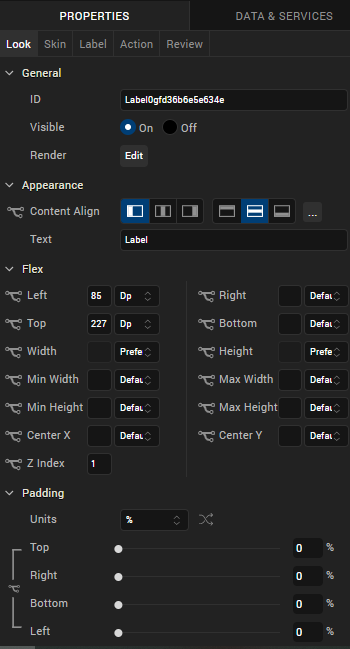 PROPERTIES DATA & SERVICES
Look Skin Label Action Review
General
ID Label0gfd36b6e5e634e
Visible On Off
Render Edit
Appearance
Content Align ...
Text Label
Flex
Left 85 Dp Right Defau
Top 227 Dp Bottom Defau
Width Prefe Height Prefe
Min Width Defau Max Width Defau
Min Height Defau Max Height Defau
Center X Defau Center Y Defau
Z Index 1
Padding
Units %
Top 0 %
Right 0 %
Bottom 0 %
Left 0 %